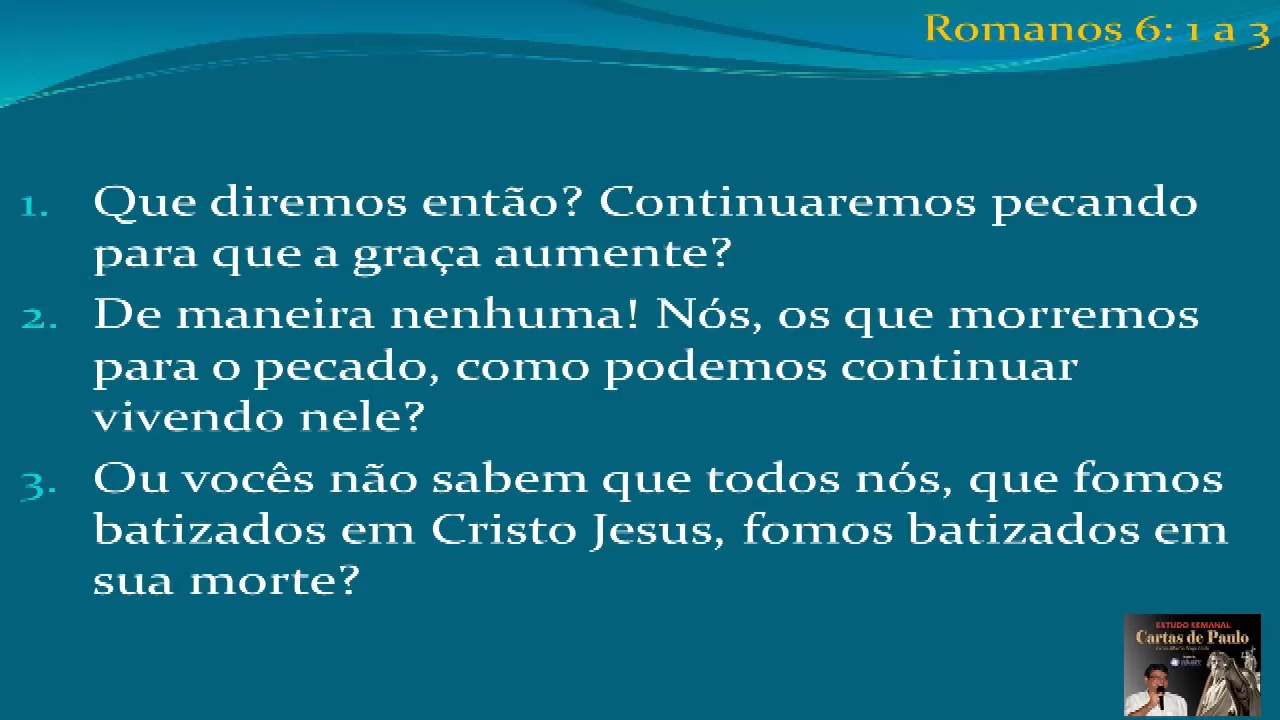 Romanos 6: 1 a 3
1. Que diremos então? Continuaremos pecando
para que a graça aumente?
2. De maneira nenhuma! Nós, os que morremos
para o pecado, como podemos continuar
vivendo nele?
3. Ou vocês não sabem que todos nós, que fomos
batizados em Cristo Jesus, fomos batizados em
sua morte?
ESTUDO SEMANAL
Cartas de Paulo